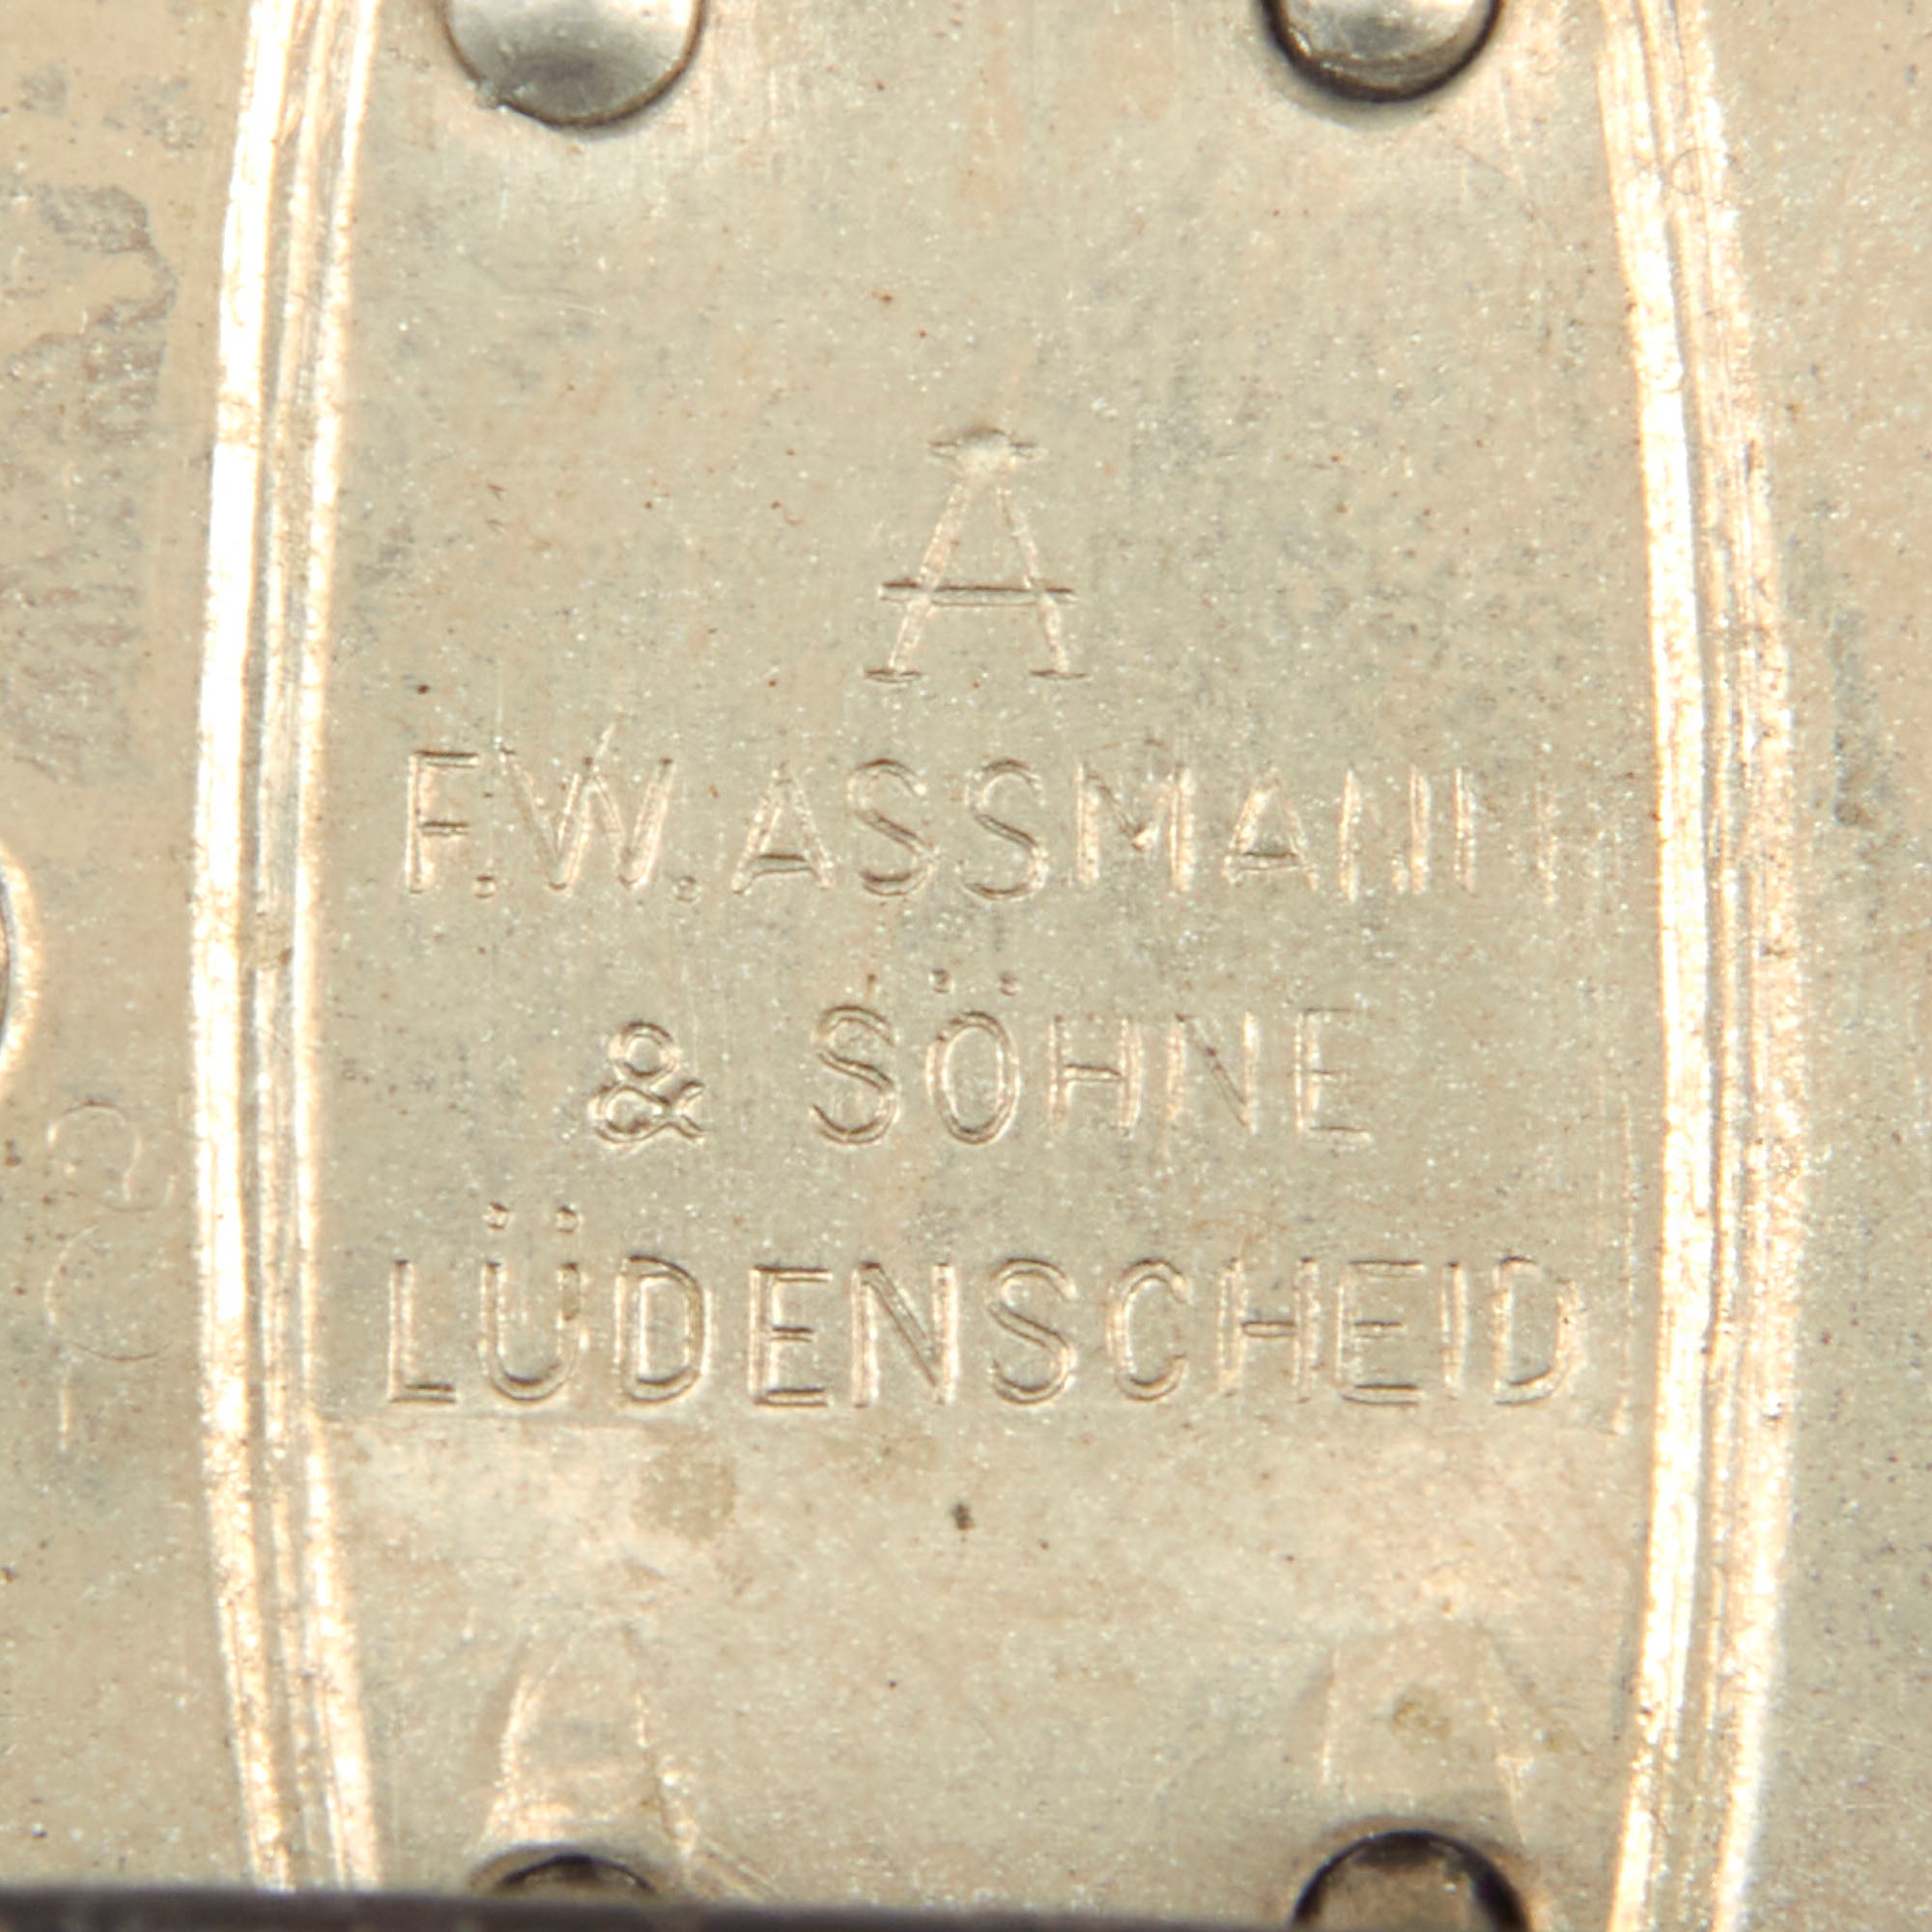 A
F.W.ASSMANN
& SÖHNE
LÜDENSCHEID